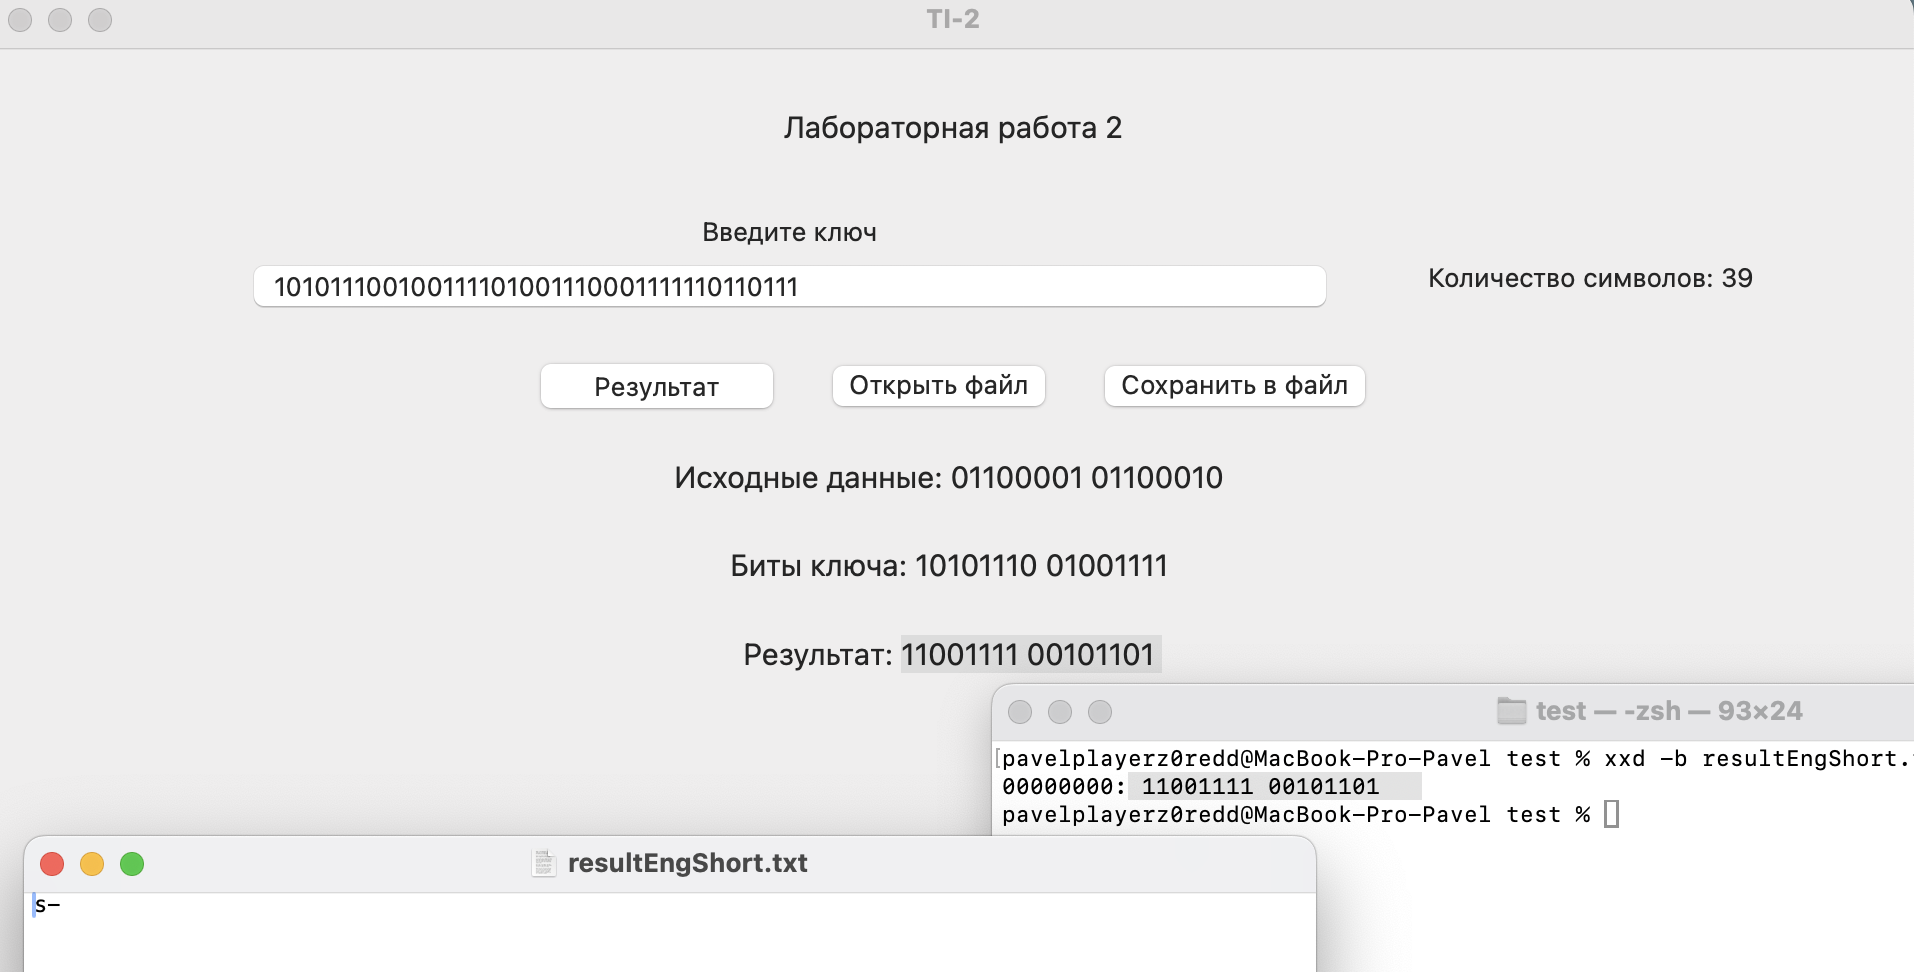 TI-2
Лабораторная работа 2
Введите ключ
101011100100111101001110001111110110111
Количество символов: 39
Результат
Открыть файл
Сохранить в файл
Исходные данные: 01100001 01100010
Биты ключа: 10101110 01001111
Результат: 11001111 00101101
test — -zsh — 93×24
pavelplayerz0redd@MacBook-Pro-Pavel test % xxd -b resultEngShort.
00000000: 11001111 00101101
pavelplayerz0redd@MacBook-Pro-Pavel test %
resultEngShort.txt
s-